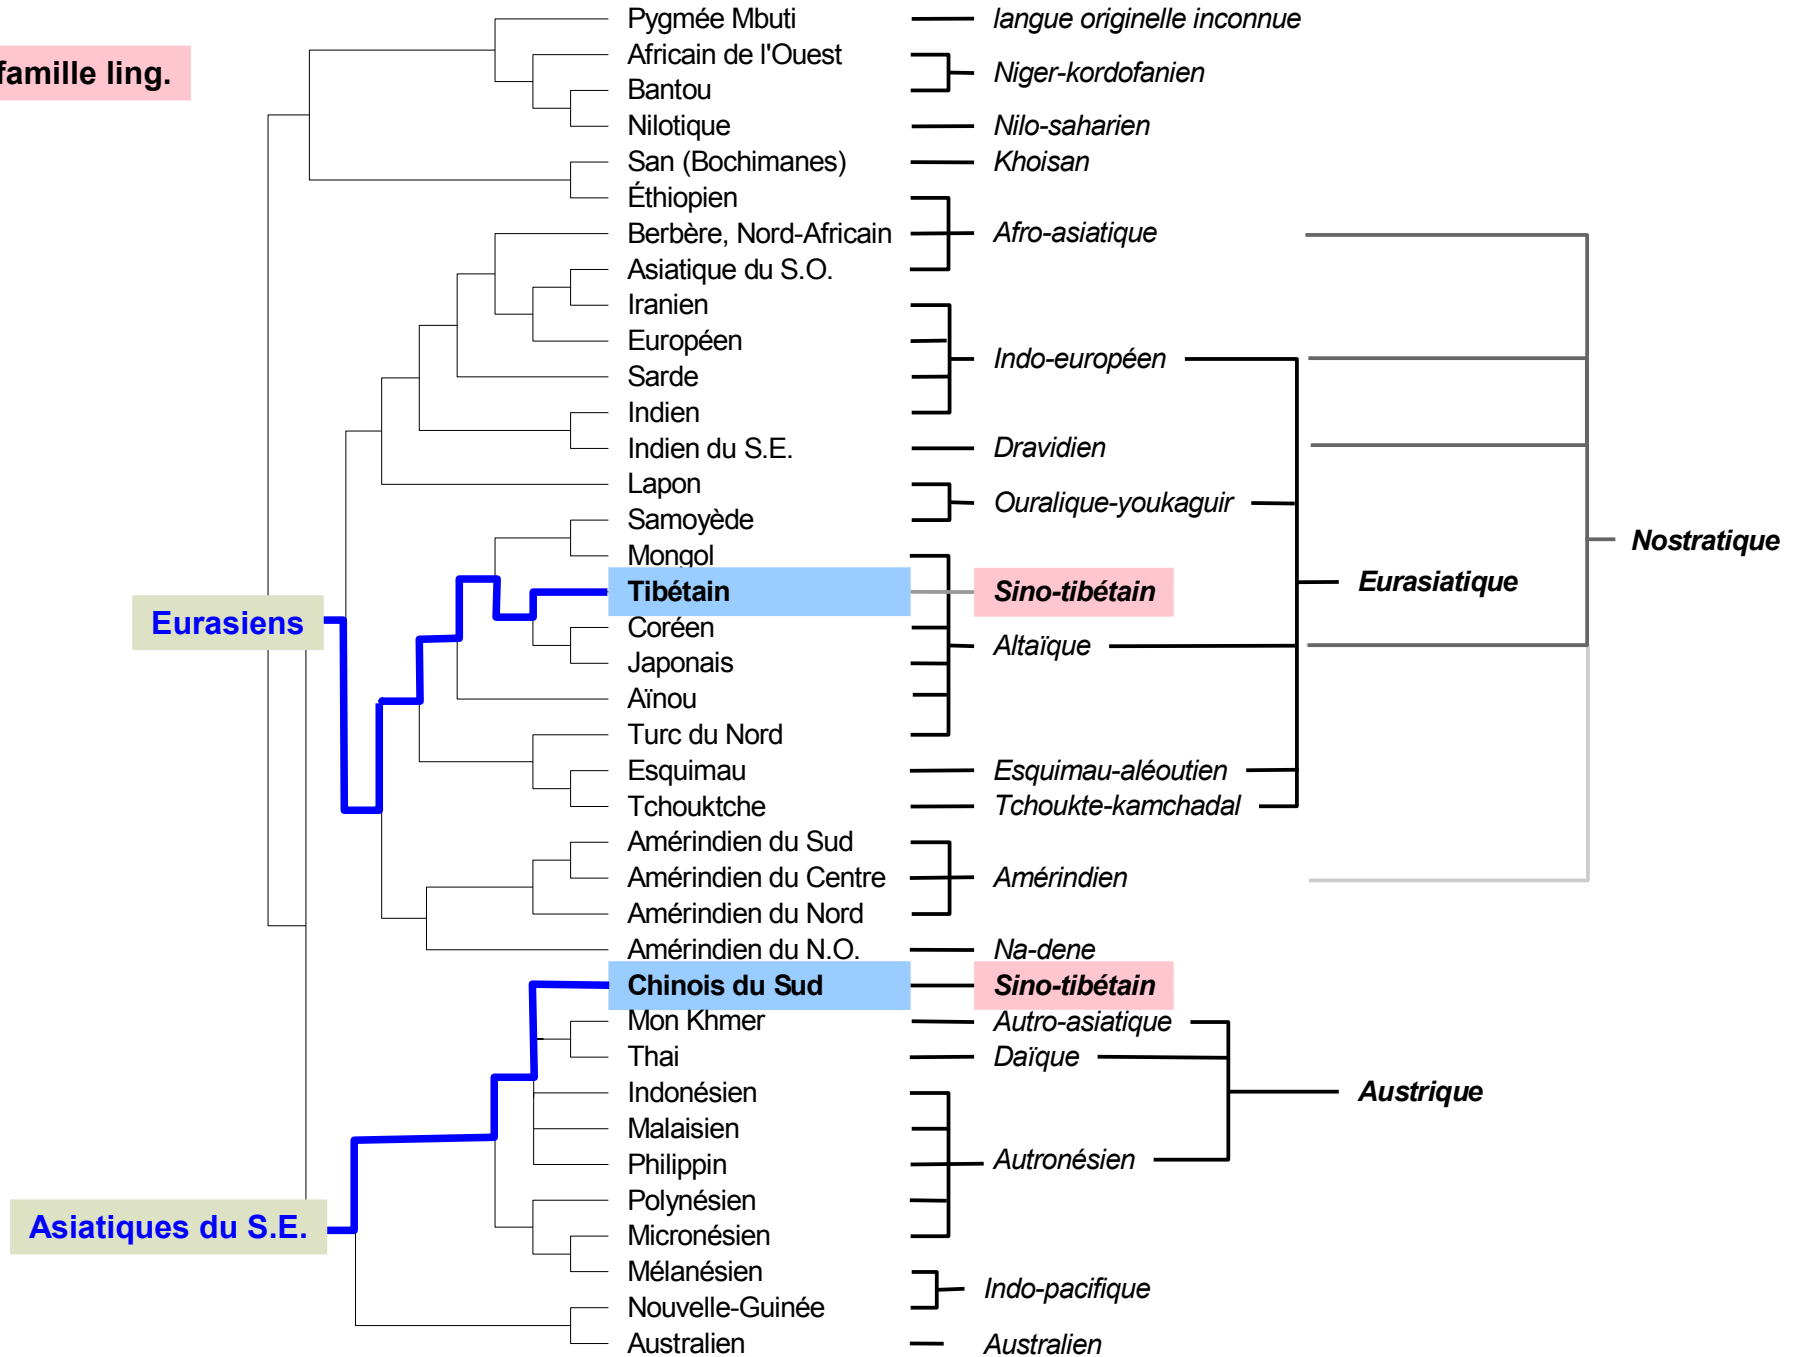 Pygmée Mbuti langue originelle inconnue
Africain de l'Ouest
famille ling. Niger-kordofanien
Bantou
Nilotique Nilo-saharien
San (Bochimanes) Khoisan
Éthiopien
Berbère, Nord-Africain Afro-asiatique
Asiatique du S.O.
Iranien
Européen
Indo-européen
Sarde
Indien
Indien du S.E. Dravidien
Lapon
Ouralique-youkaguir
Samoyède
Nostratique
Mongol
Eurasiatique
Tibétain Sino-tibétain
Eurasiens
Coréen
Altaïque
Japonais
Aïnou
Turc du Nord
Esquimau Esquimau-aléoutien
Tchouktche Tchoukte-kamchadal
Amérindien du Sud
Amérindien du Centre Amérindien
Amérindien du Nord
Amérindien du N.O. Na-dene
Chinois du Sud Sino-tibétain
Mon Khmer Autro-asiatique
Thai Daïque
Indonésien Austrique
Malaisien
Philippin Autronésien
Polynésien
Asiatiques du S.E.
Micronésien
Mélanésien
Indo-pacifique
Nouvelle-Guinée
Australien Australien